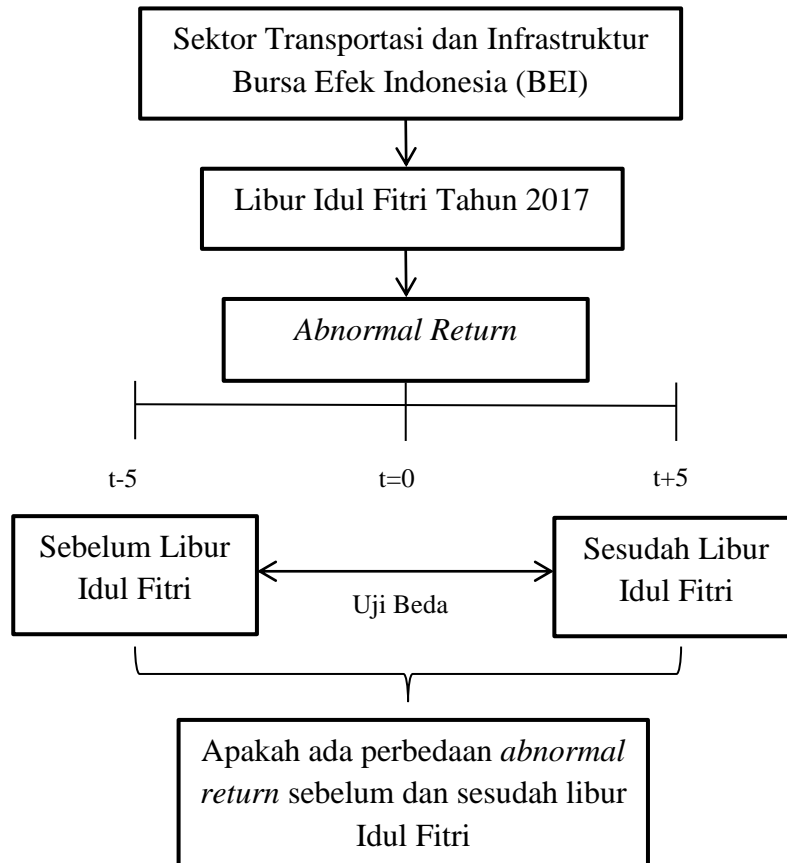 Sektor Transportasi dan Infrastruktur
Bursa Efek Indonesia (BEI)
Libur Idul Fitri Tahun 2017
Abnormal Return
t-5
t=0
t+5
Sebelum Libur
Idul Fitri
Uji Beda
Sesudah Libur
Idul Fitri
Apakah ada perbedaan abnormal
return sebelum dan sesudah libur
Idul Fitri